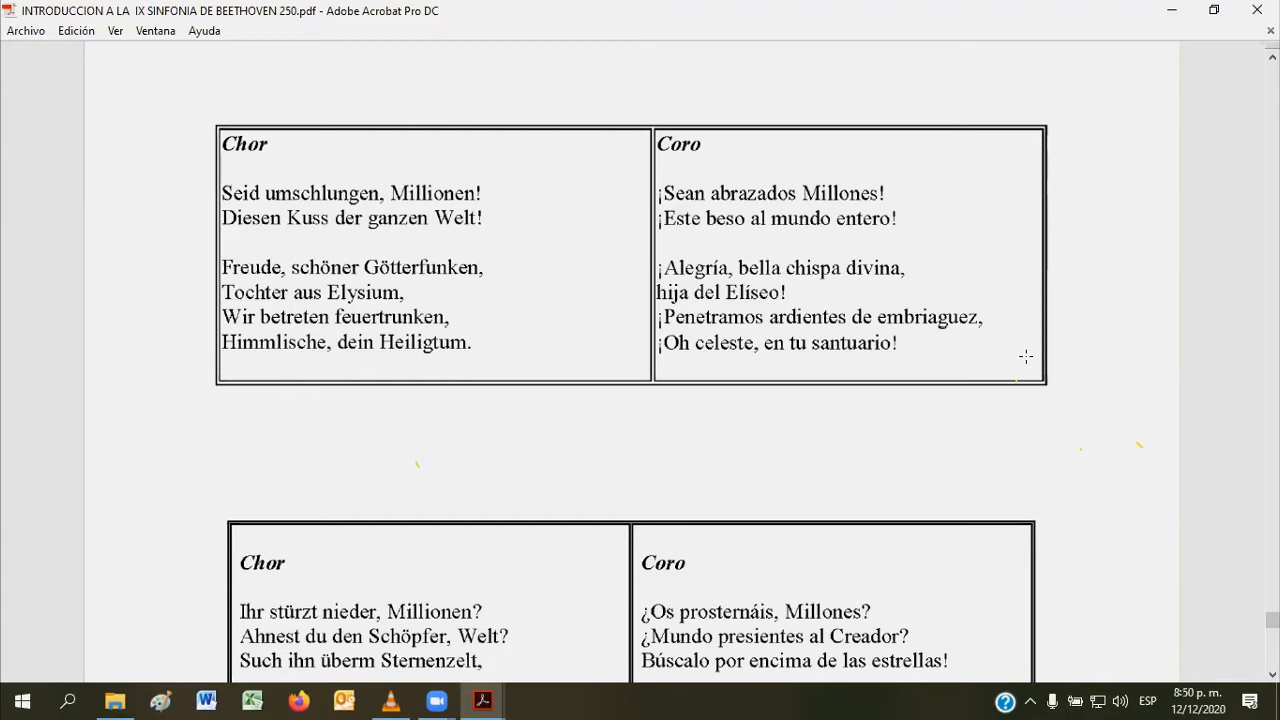 INTRODUCCION A LA  IX SINFONIA DE BEETHOVEN 250.pdf - Adobe Acrobat Pro DC
Archivo Edición Ver Ventana Ayuda
Chor
Seid umschlungen, Millionen!
Diesen Kuss der ganzen Welt!
Freude, schöner Götterfunken,
Tochter aus Elysium,
Wir betreten feuertrunken,
Himmlische, dein Heiligtum.
Coro
¡Sean abrazados Millones!
¡Este beso al mundo entero!
¡Alegría, bella chispa divina,
hija del Elíseo!
¡Penetramos ardientes de embriaguez,
¡Oh celeste, en tu santuario!
Chor
Ihr stürzt nieder, Millionen?
Ahnest du den Schöpfer, Welt?
Such ihn überm Sternenzelt,
Coro
¿Os prosternáis, Millones?
¿Mundo presientes al Creador?
Búscalo por encima de las estrellas!
ESP
8:50 p. m.
12/12/2020